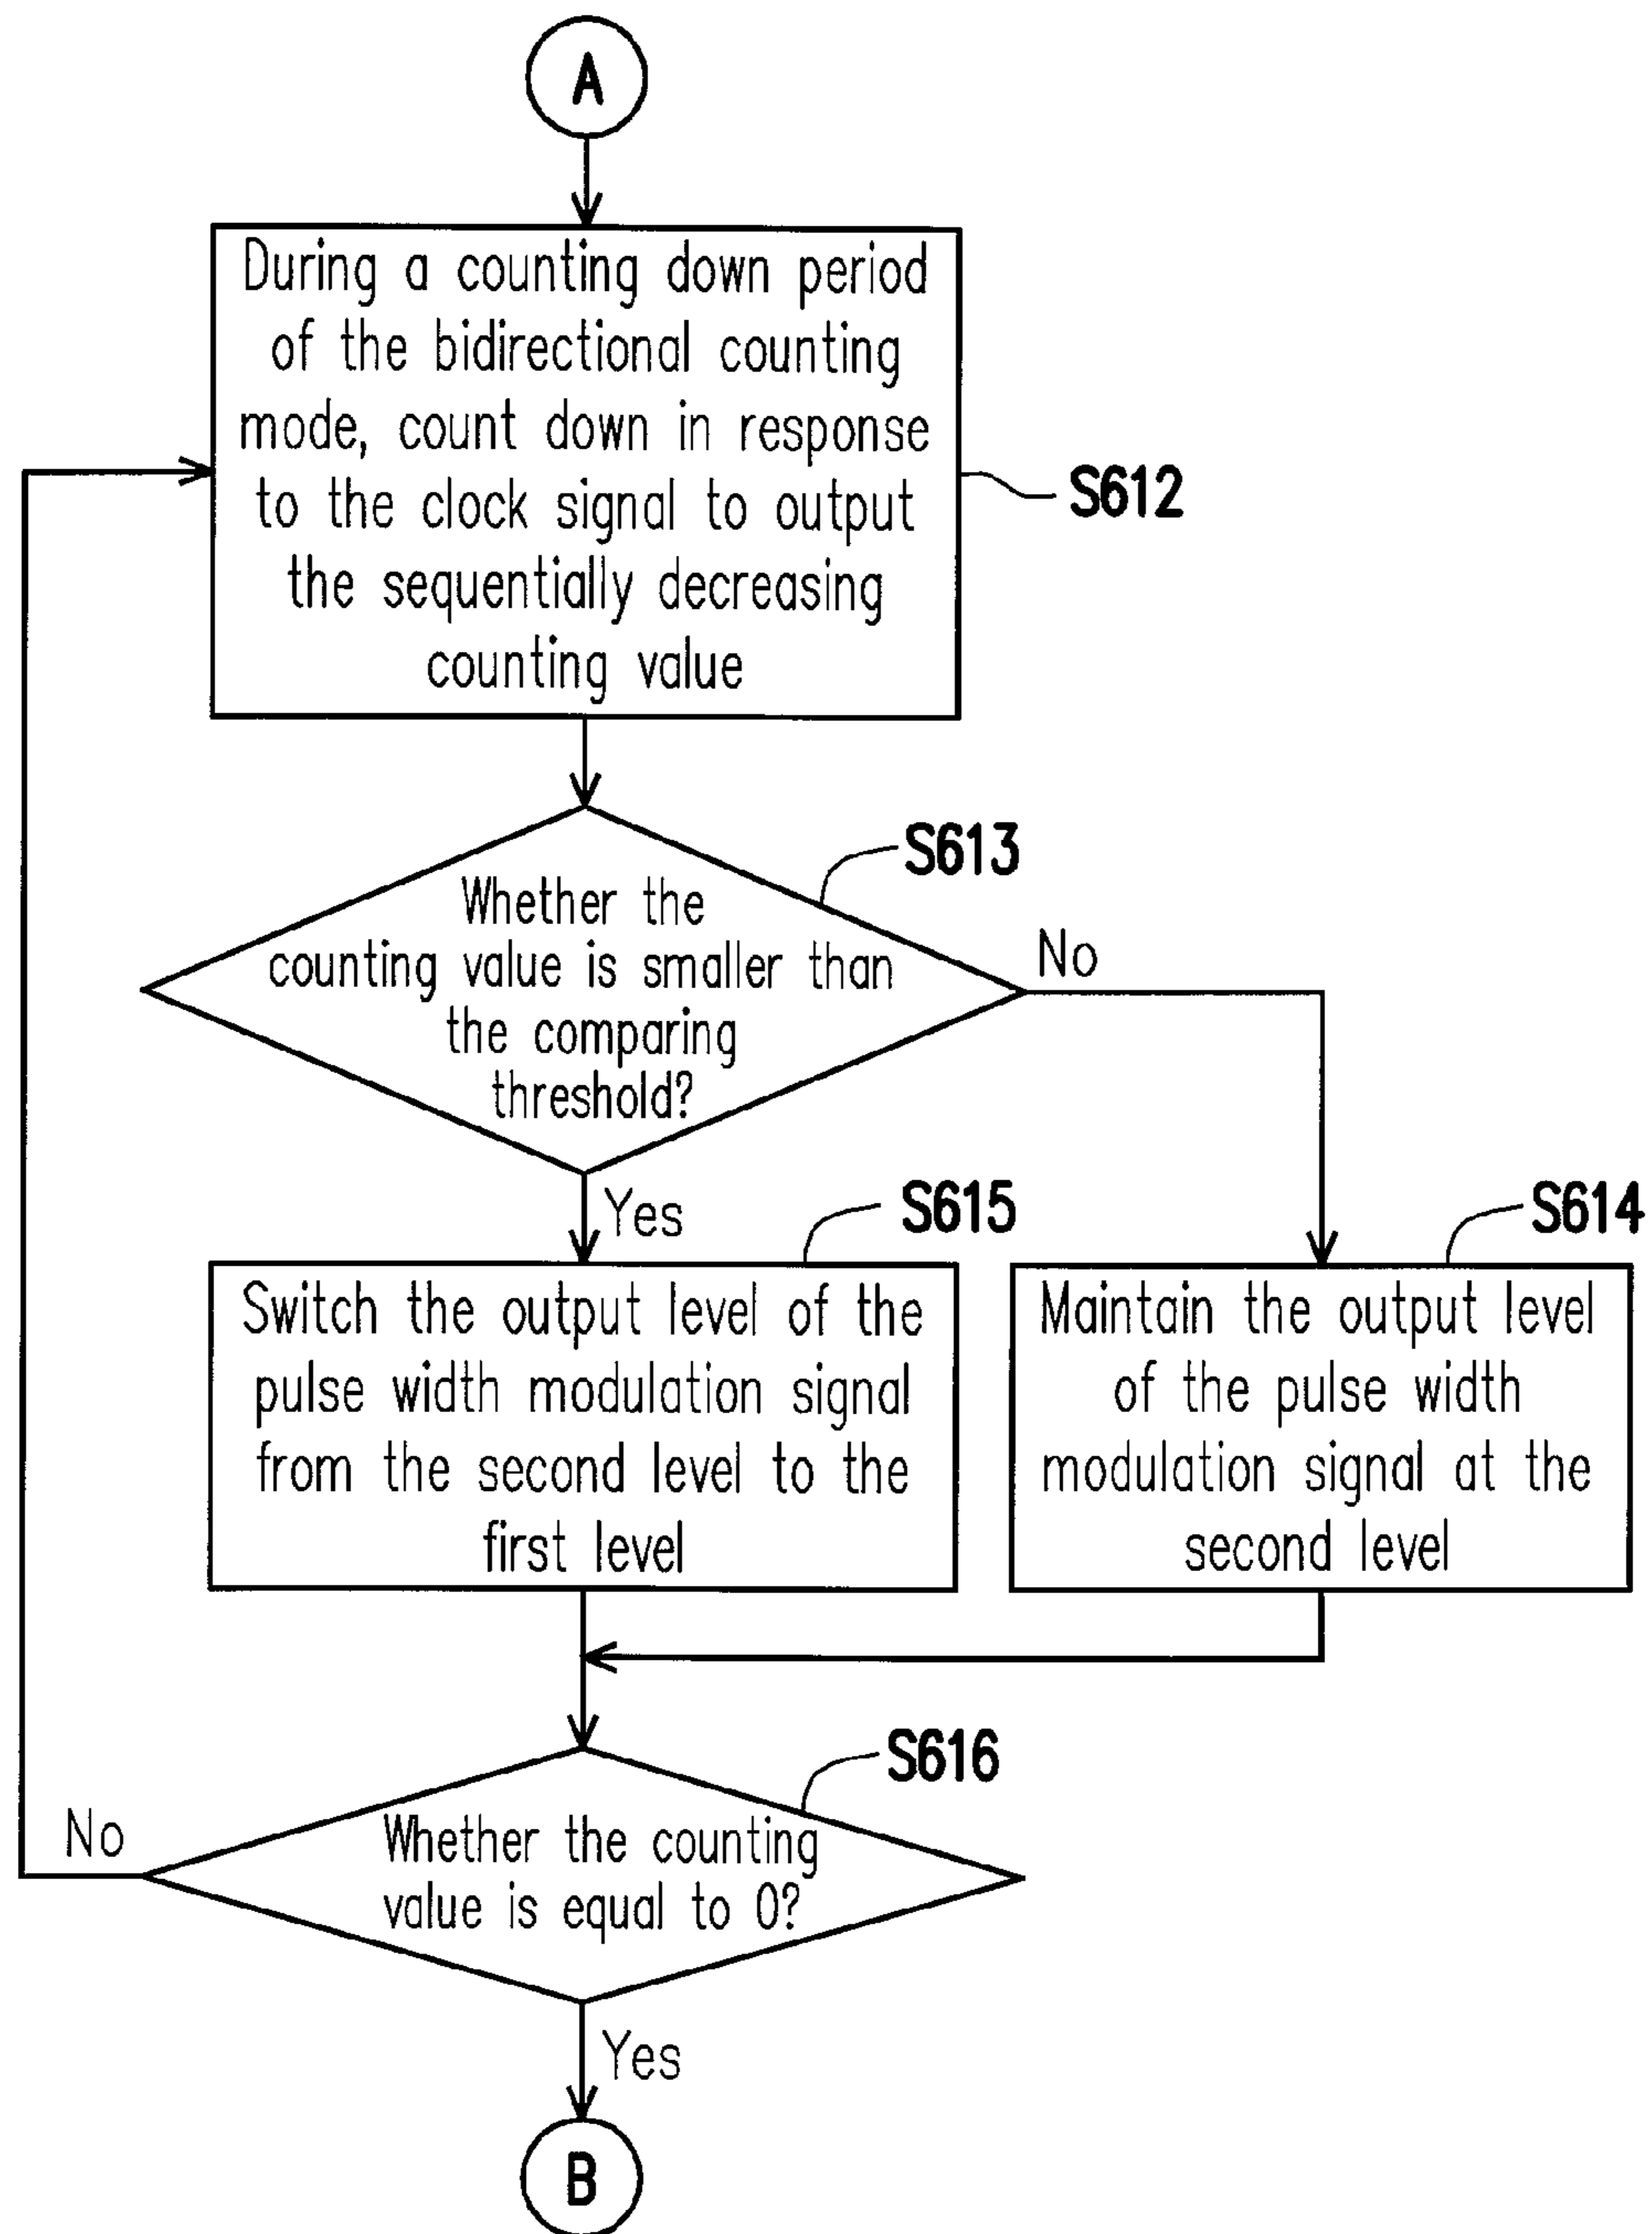 A
During a counting down period
of the bidirectional counting
mode, count down in response
to the clock signal to output
the sequentially decreasing
counting value
S612
S613
Whether the
counting value is smaller than
the comparing
threshold?
No
Yes
S615
S614
Switch the output level of the
pulse width modulation signal
from the second level to the
first level
Maintain the output level
of the pulse width
modulation signal at the
second level
S616
Whether the counting
value is equal to 0?
No
Yes
B